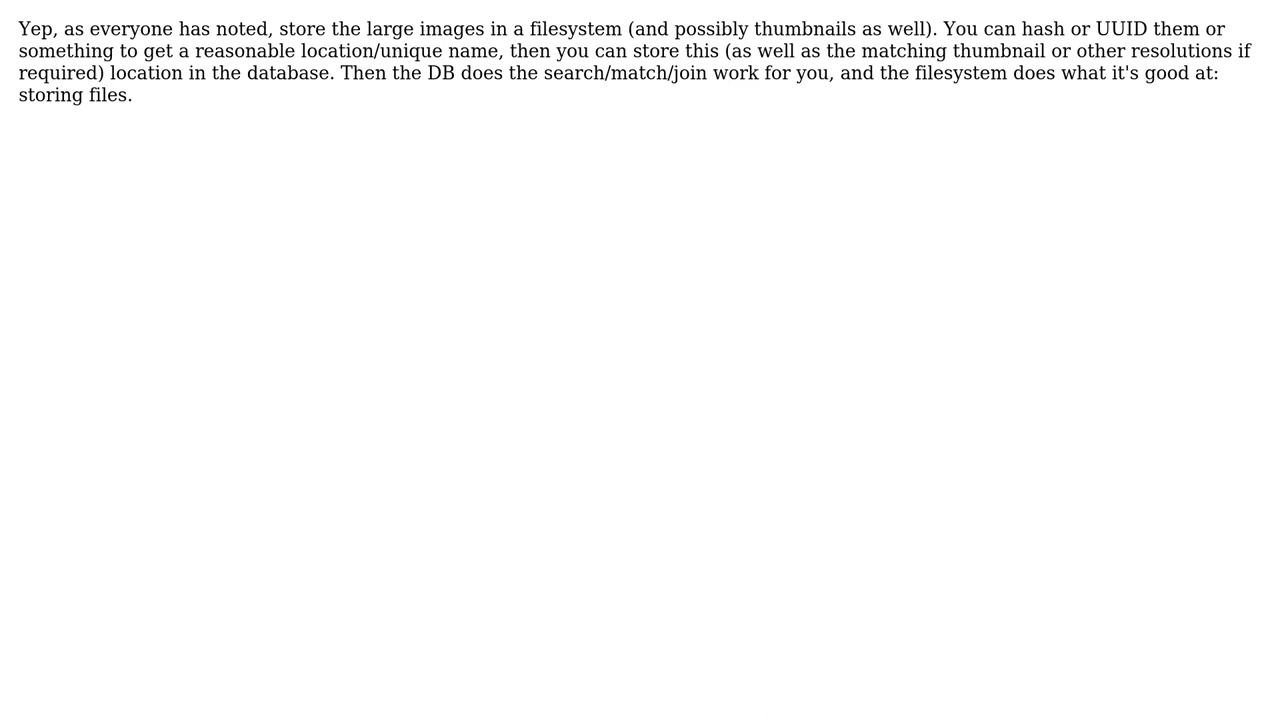 Yep, as everyone has noted, store the large images in a filesystem (and possibly thumbnails as well). You can hash or UUID them or
something to get a reasonable location/unique name, then you can store this (as well as the matching thumbnail or other resolutions if
required) location in the database. Then the DB does the search/match/join work for you, and the filesystem does what it's good at:
storing files.